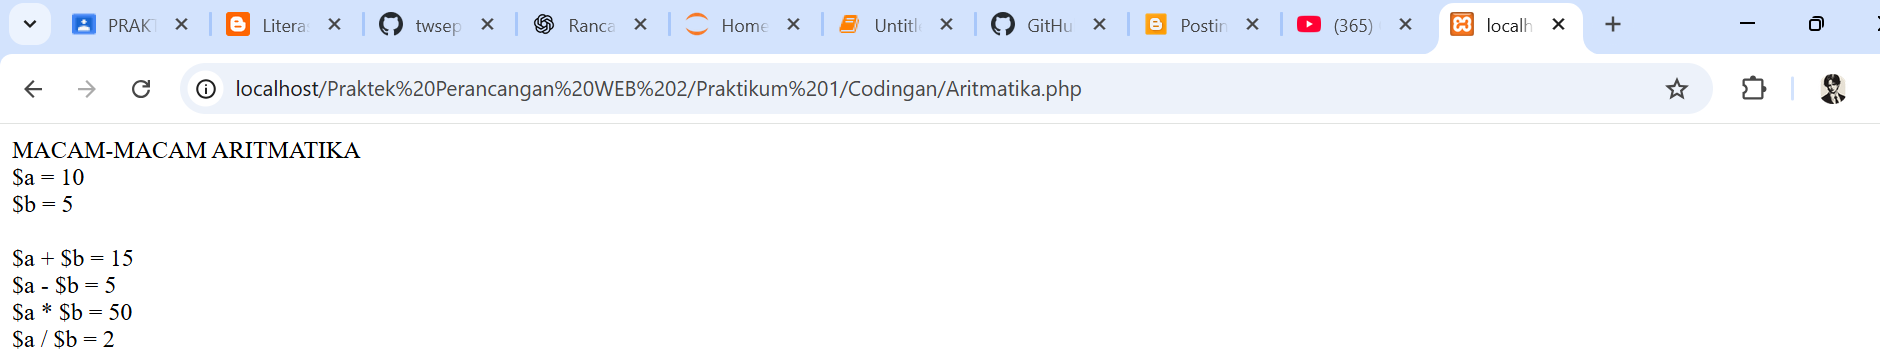 PRAKT Litera twsep Ranca Home Untitle GitHu Postin (365) localh
localhost/Praktek%20Perancangan%20WEB%202/Praktikum%201/Codingan/Aritmatika.php
MACAM-MACAM ARITMATIKA
$a = 10
$b = 5
$a + $b = 15
$a - $b = 5
$a * $b = 50
$a / $b = 2